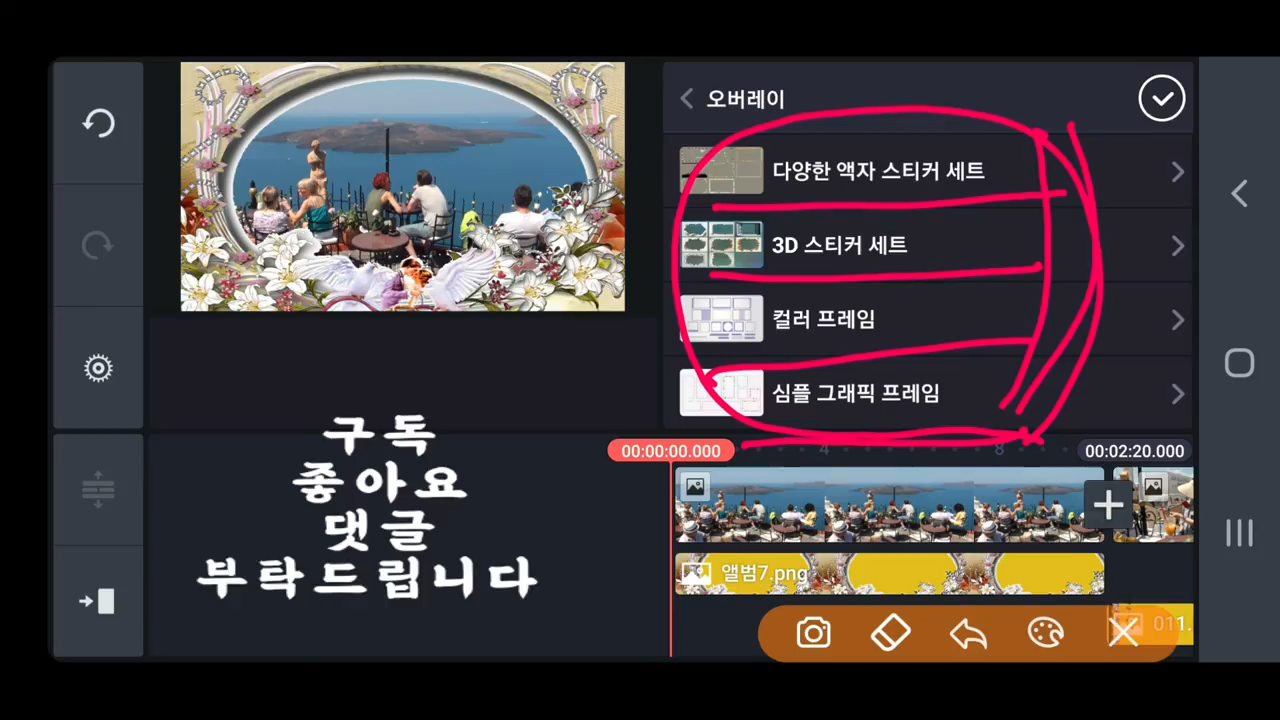 오버레이
다양한 액자 스티커 세트
3D 스티커 세트
컬러 프레임
심플 그래픽 프레임
구독
좋아요
댓글
부탁드립니다
00:00:00.000
4
8
00:02:20.000
앨범7.png
011.